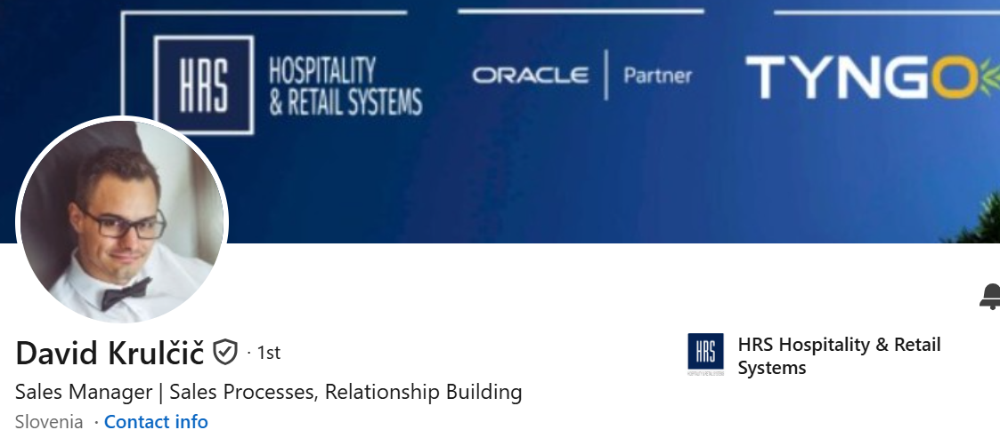 HRS
HOSPITALITY
& RETAIL SYSTEMS
ORACLE | Partner
TYNGO
David Krulčič · 1st
Sales Manager | Sales Processes, Relationship Building
Slovenia · Contact info
HRS
HRS Hospitality & Retail
Systems